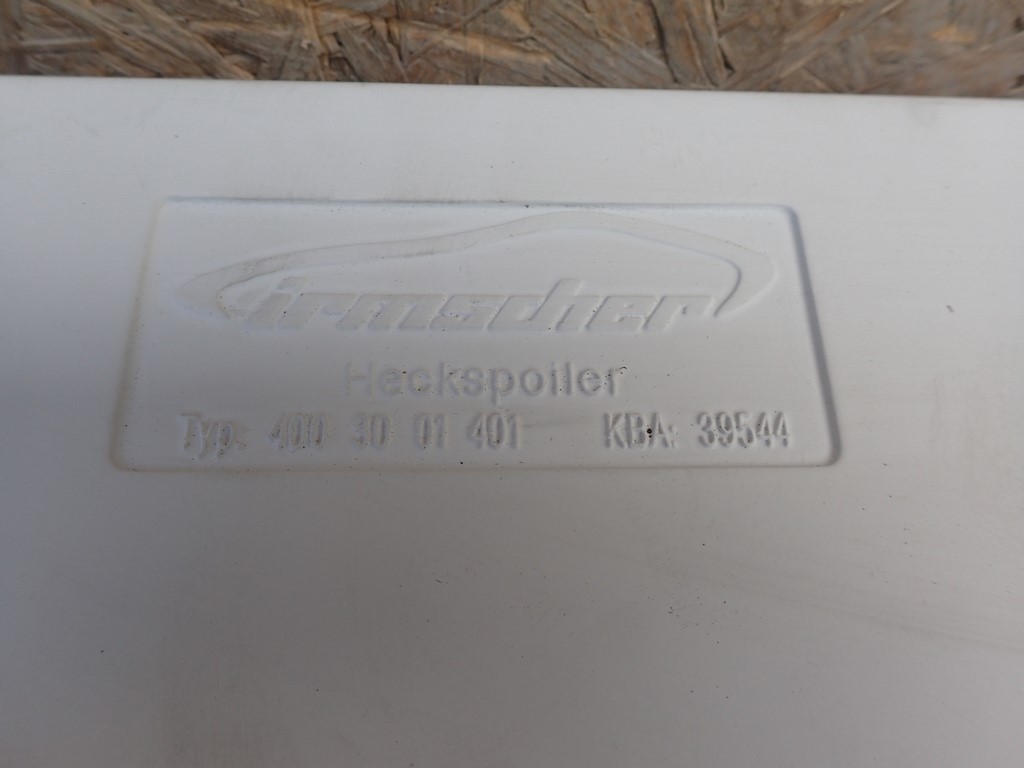 irmscher
Heckspoiler
Typ: 400 30 01 401 KBA: 39544